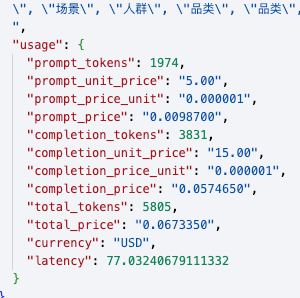 \", \"场景\", \"人群\", \"品类\", \"品类\",
",
"usage": {
"prompt_tokens": 1974,
"prompt_unit_price": "5.00",
"prompt_price_unit": "0.000001",
"prompt_price": "0.0098700",
"completion_tokens": 3831,
"completion_unit_price": "15.00",
"completion_price_unit": "0.000001",
"completion_price": "0.0574650",
"total_tokens": 5805,
"total_price": "0.0673350",
"currency": "USD",
"latency": 77.03240679111332
}
}